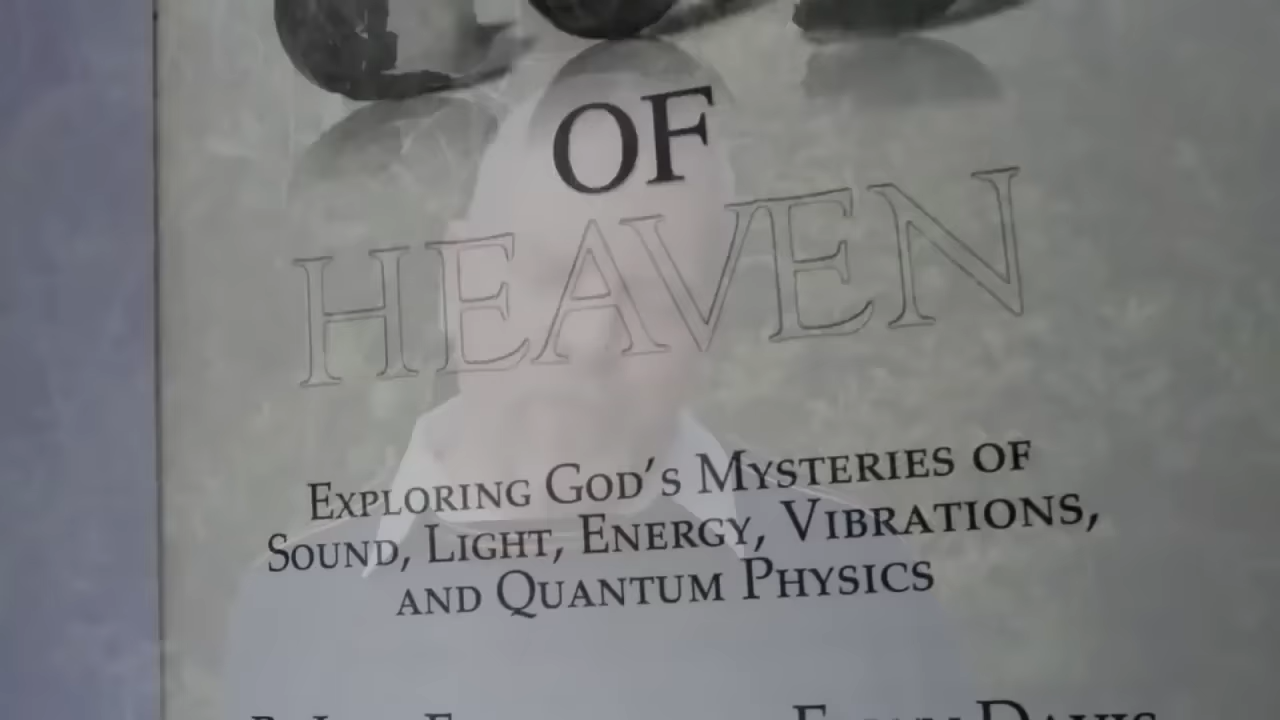 OF
HEAVEN
EXPLORING GOD'S MYSTERIES OF
SOUND, LIGHT, ENERGY, VIBRATIONS,
AND QUANTUM PHYSICS